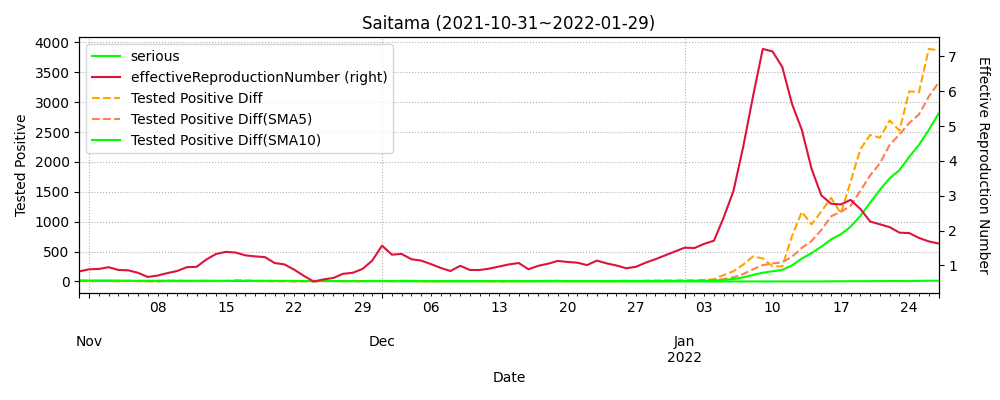 Saitama (2021-10-31~2022-01-29)
serious
effectiveReproductionNumber (right)
Tested Positive Diff
Tested Positive Diff(SMA5)
Tested Positive Diff(SMA10)
Tested Positive
4000
3500
3000
2500
2000
1500
1000
500
0
7
6
5
4
3
2
1
Effective Reproduction Number
08 15 22 29 06 13 20 27 03 10 17 24
Nov Dec Jan
2022
Date